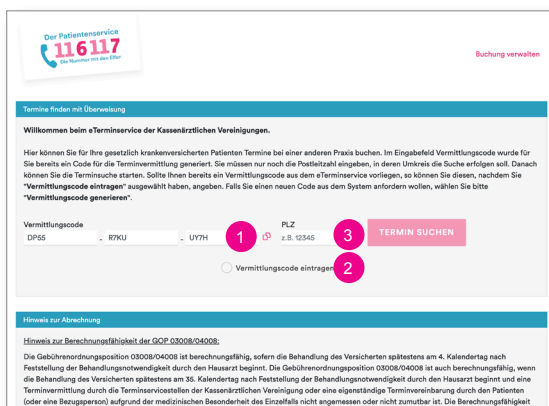 Der Patientenservice
116117
Die Nummer mit den Elfen
Buchung verwalten
Termine finden mit Überweisung
Willkommen beim eTerminservice der Kassenärztlichen Vereinigungen.
Hier können Sie für Ihre gesetzlich krankenversicherten Patienten Termine bei einer anderen Praxis buchen. Im Eingabefeld Vermittlungscode wurde für
Sie bereits ein Code für die Terminvermittlung generiert. Sie müssen nur noch die Postleitzahl eingeben, in deren Umkreis die Suche erfolgen soll. Danach
können Sie die Terminsuche starten. Sollte Ihnen bereits ein Vermittlungscode aus dem eTerminservice vorliegen, so können Sie diesen, nachdem Sie
"Vermittlungscode eintragen" ausgewählt haben, angeben. Falls Sie einen neuen Code aus dem System anfordern wollen, wählen Sie bitte
"Vermittlungscode generieren".
Vermittlungscode PLZ
DP55 - R7KU - UY7H 1 z.B. 12345 3 TERMIN SUCHEN
Vermittlungscode eintragen 2
Hinweis zur Abrechnung
Hinweis zur Berechnungsfähigkeit der GOP 03008/04008:
Die Gebührenordnungsposition 03008/04008 ist berechnungsfähig, sofern die Behandlung des Versicherten spätestens am 4. Kalendertag nach
Feststellung der Behandlungsnotwendigkeit durch den Hausarzt beginnt. Die Gebührenordnungsposition 03008/04008 ist auch berechnungsfähig, wenn
die Behandlung des Versicherten spätestens am 35. Kalendertag nach Feststellung der Behandlungsnotwendigkeit durch den Hausarzt beginnt und eine
Terminvermittlung durch die Terminservicestellen der Kassenärztlichen Vereinigung oder eine eigenständige Terminvereinbarung durch den Patienten
(oder eine Bezugsperson) aufgrund der medizinischen Besonderheit des Einzelfalls nicht angemessen oder nicht zumutbar ist. Die Berechnungsfähigkeit